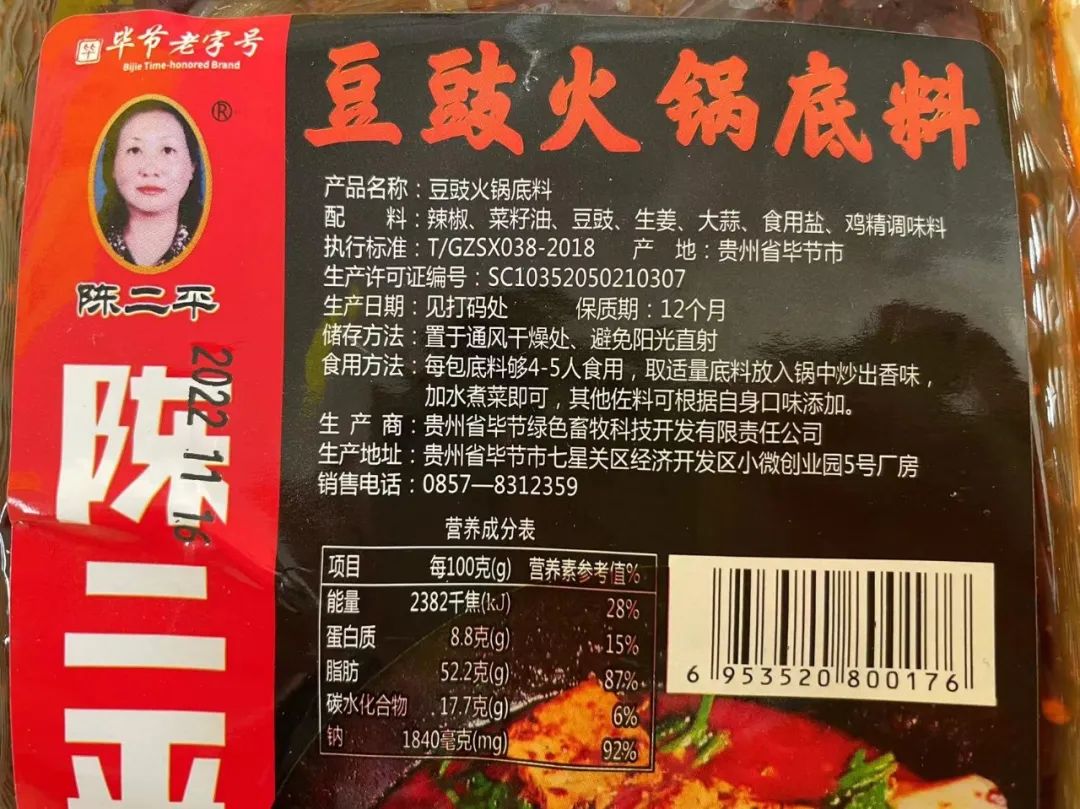 毕节老字号
Bijie Time-honored Brand
®
陈二平
2022 11 16
陈二平
豆豉火锅底料
产品名称：豆豉火锅底料
配 料：辣椒、菜籽油、豆豉、生姜、大蒜、食用盐、鸡精调味料
执行标准：T/GZSX038-2018 产 地：贵州省毕节市
生产许可证编号：SC10352050210307
生产日期：见打码处 保质期：12个月
储存方法：置于通风干燥处、避免阳光直射
食用方法：每包底料够4-5人食用，取适量底料放入锅中炒出香味，
加水煮菜即可，其他佐料可根据自身口味添加。
生 产 商：贵州省毕节绿色畜牧科技开发有限责任公司
生产地址：贵州省毕节市七星关区经济开发区小微创业园5号厂房
销售电话：0857—8312359
营养成分表
项目 每100克(g) 营养素参考值%
能量 2382千焦(kJ) 28%
蛋白质 8.8克(g) 15%
脂肪 52.2克(g) 87%
碳水化合物 17.7克(g) 6%
钠 1840毫克(mg) 92%
6 953520 800176